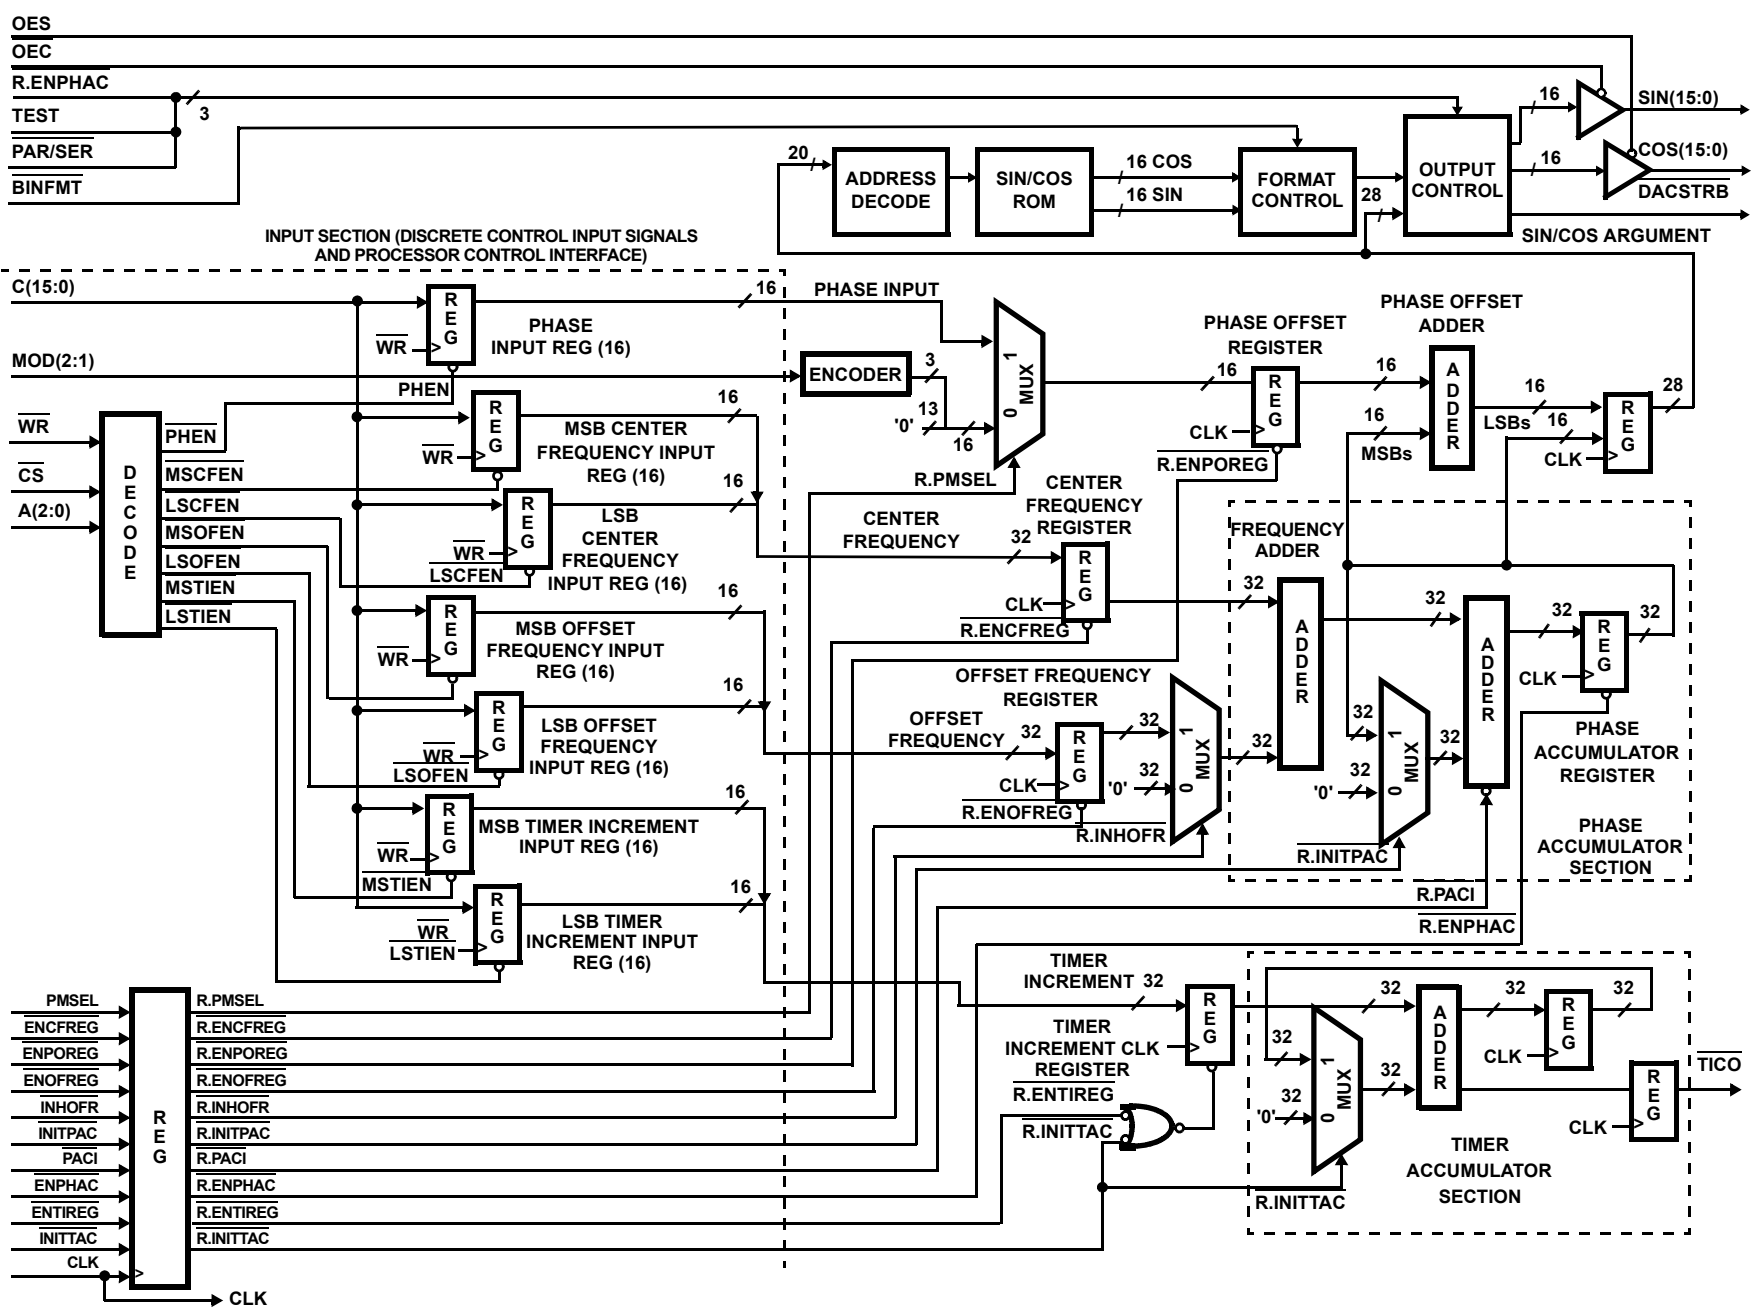 OES
OEC
R.ENPHAC
TEST
3
PAR/SER
BINFMT
20
ADDRESS
DECODE
SIN/COS
ROM
16 COS
16 SIN
FORMAT
CONTROL
28
OUTPUT
CONTROL
16
SIN(15:0)
16
COS(15:0)
DACSTRB
SIN/COS ARGUMENT
INPUT SECTION (DISCRETE CONTROL INPUT SIGNALS
AND PROCESSOR CONTROL INTERFACE)
C(15:0)
REG
WR
PHASE
INPUT REG (16)
16
PHASE INPUT
MOD(2:1)
PHEN
ENCODER
3
'0'
13
16
1
MUX
0
R.PMSEL
PHASE OFFSET
REGISTER
16
REG
CLK
R.ENPOREG
PHASE OFFSET
ADDER
16
16
MSBs
ADDER
16
LSBs
16
REG
CLK
28
WR
CS
A(2:0)
DECODE
PHEN
MSCFEN
LSCFEN
MSOFEN
LSOFEN
MSTIEN
LSTIEN
REG
WR
MSB CENTER
FREQUENCY INPUT
REG (16)
16
REG
WR
LSCFEN
LSB
CENTER
FREQUENCY
INPUT REG (16)
16
CENTER
FREQUENCY
32
CENTER
FREQUENCY
REGISTER
REG
CLK
R.ENCFREG
REG
WR
MSB OFFSET
FREQUENCY INPUT
REG (16)
16
REG
WR
LSOFEN
LSB OFFSET
FREQUENCY
INPUT REG (16)
16
OFFSET
FREQUENCY
32
OFFSET FREQUENCY
REGISTER
REG
CLK
R.ENOFREG
32
'0'
32
1
MUX
0
R.INHOFR
FREQUENCY
ADDER
32
32
ADDER
32
32
'0'
32
1
MUX
0
R.INITPAC
32
ADDER
32
REG
CLK
32
PHASE
ACCUMULATOR
REGISTER
PHASE
ACCUMULATOR
SECTION
R.PACI
R.ENPHAC
REG
WR
MSTIEN
MSB TIMER INCREMENT
INPUT REG (16)
16
REG
WR
LSTIEN
LSB TIMER
INCREMENT INPUT
REG (16)
16
TIMER
INCREMENT
32
REG
TIMER
INCREMENT CLK
REGISTER
R.ENTIREG
R.INITTAC
32
32
'0'
32
1
MUX
0
R.INITTAC
32
ADDER
32
REG
CLK
32
REG
CLK
TICO
TIMER
ACCUMULATOR
SECTION
PMSEL
ENCFREG
ENPOREG
ENOFREG
INHOFR
INITPAC
PACI
ENPHAC
ENTIREG
INITTAC
CLK
REG
R.PMSEL
R.ENCFREG
R.ENPOREG
R.ENOFREG
R.INHOFR
R.INITPAC
R.PACI
R.ENPHAC
R.ENTIREG
R.INITTAC
CLK